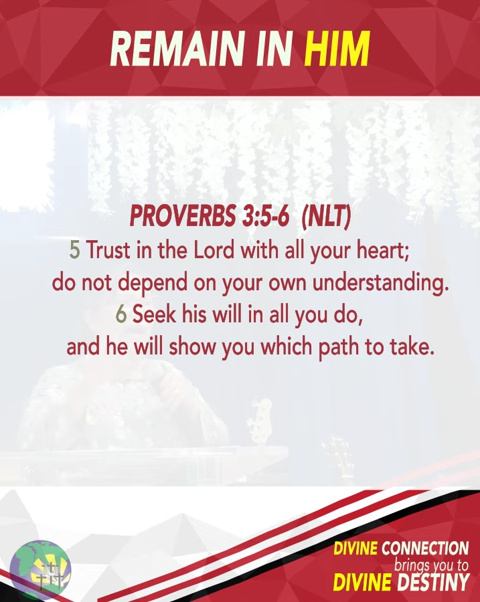 REMAIN IN HIM
PROVERBS 3:5-6 (NLT)
5 Trust in the Lord with all your heart;
do not depend on your own understanding.
6 Seek his will in all you do,
and he will show you which path to take.
DIVINE CONNECTION
brings you to
DIVINE DESTINY